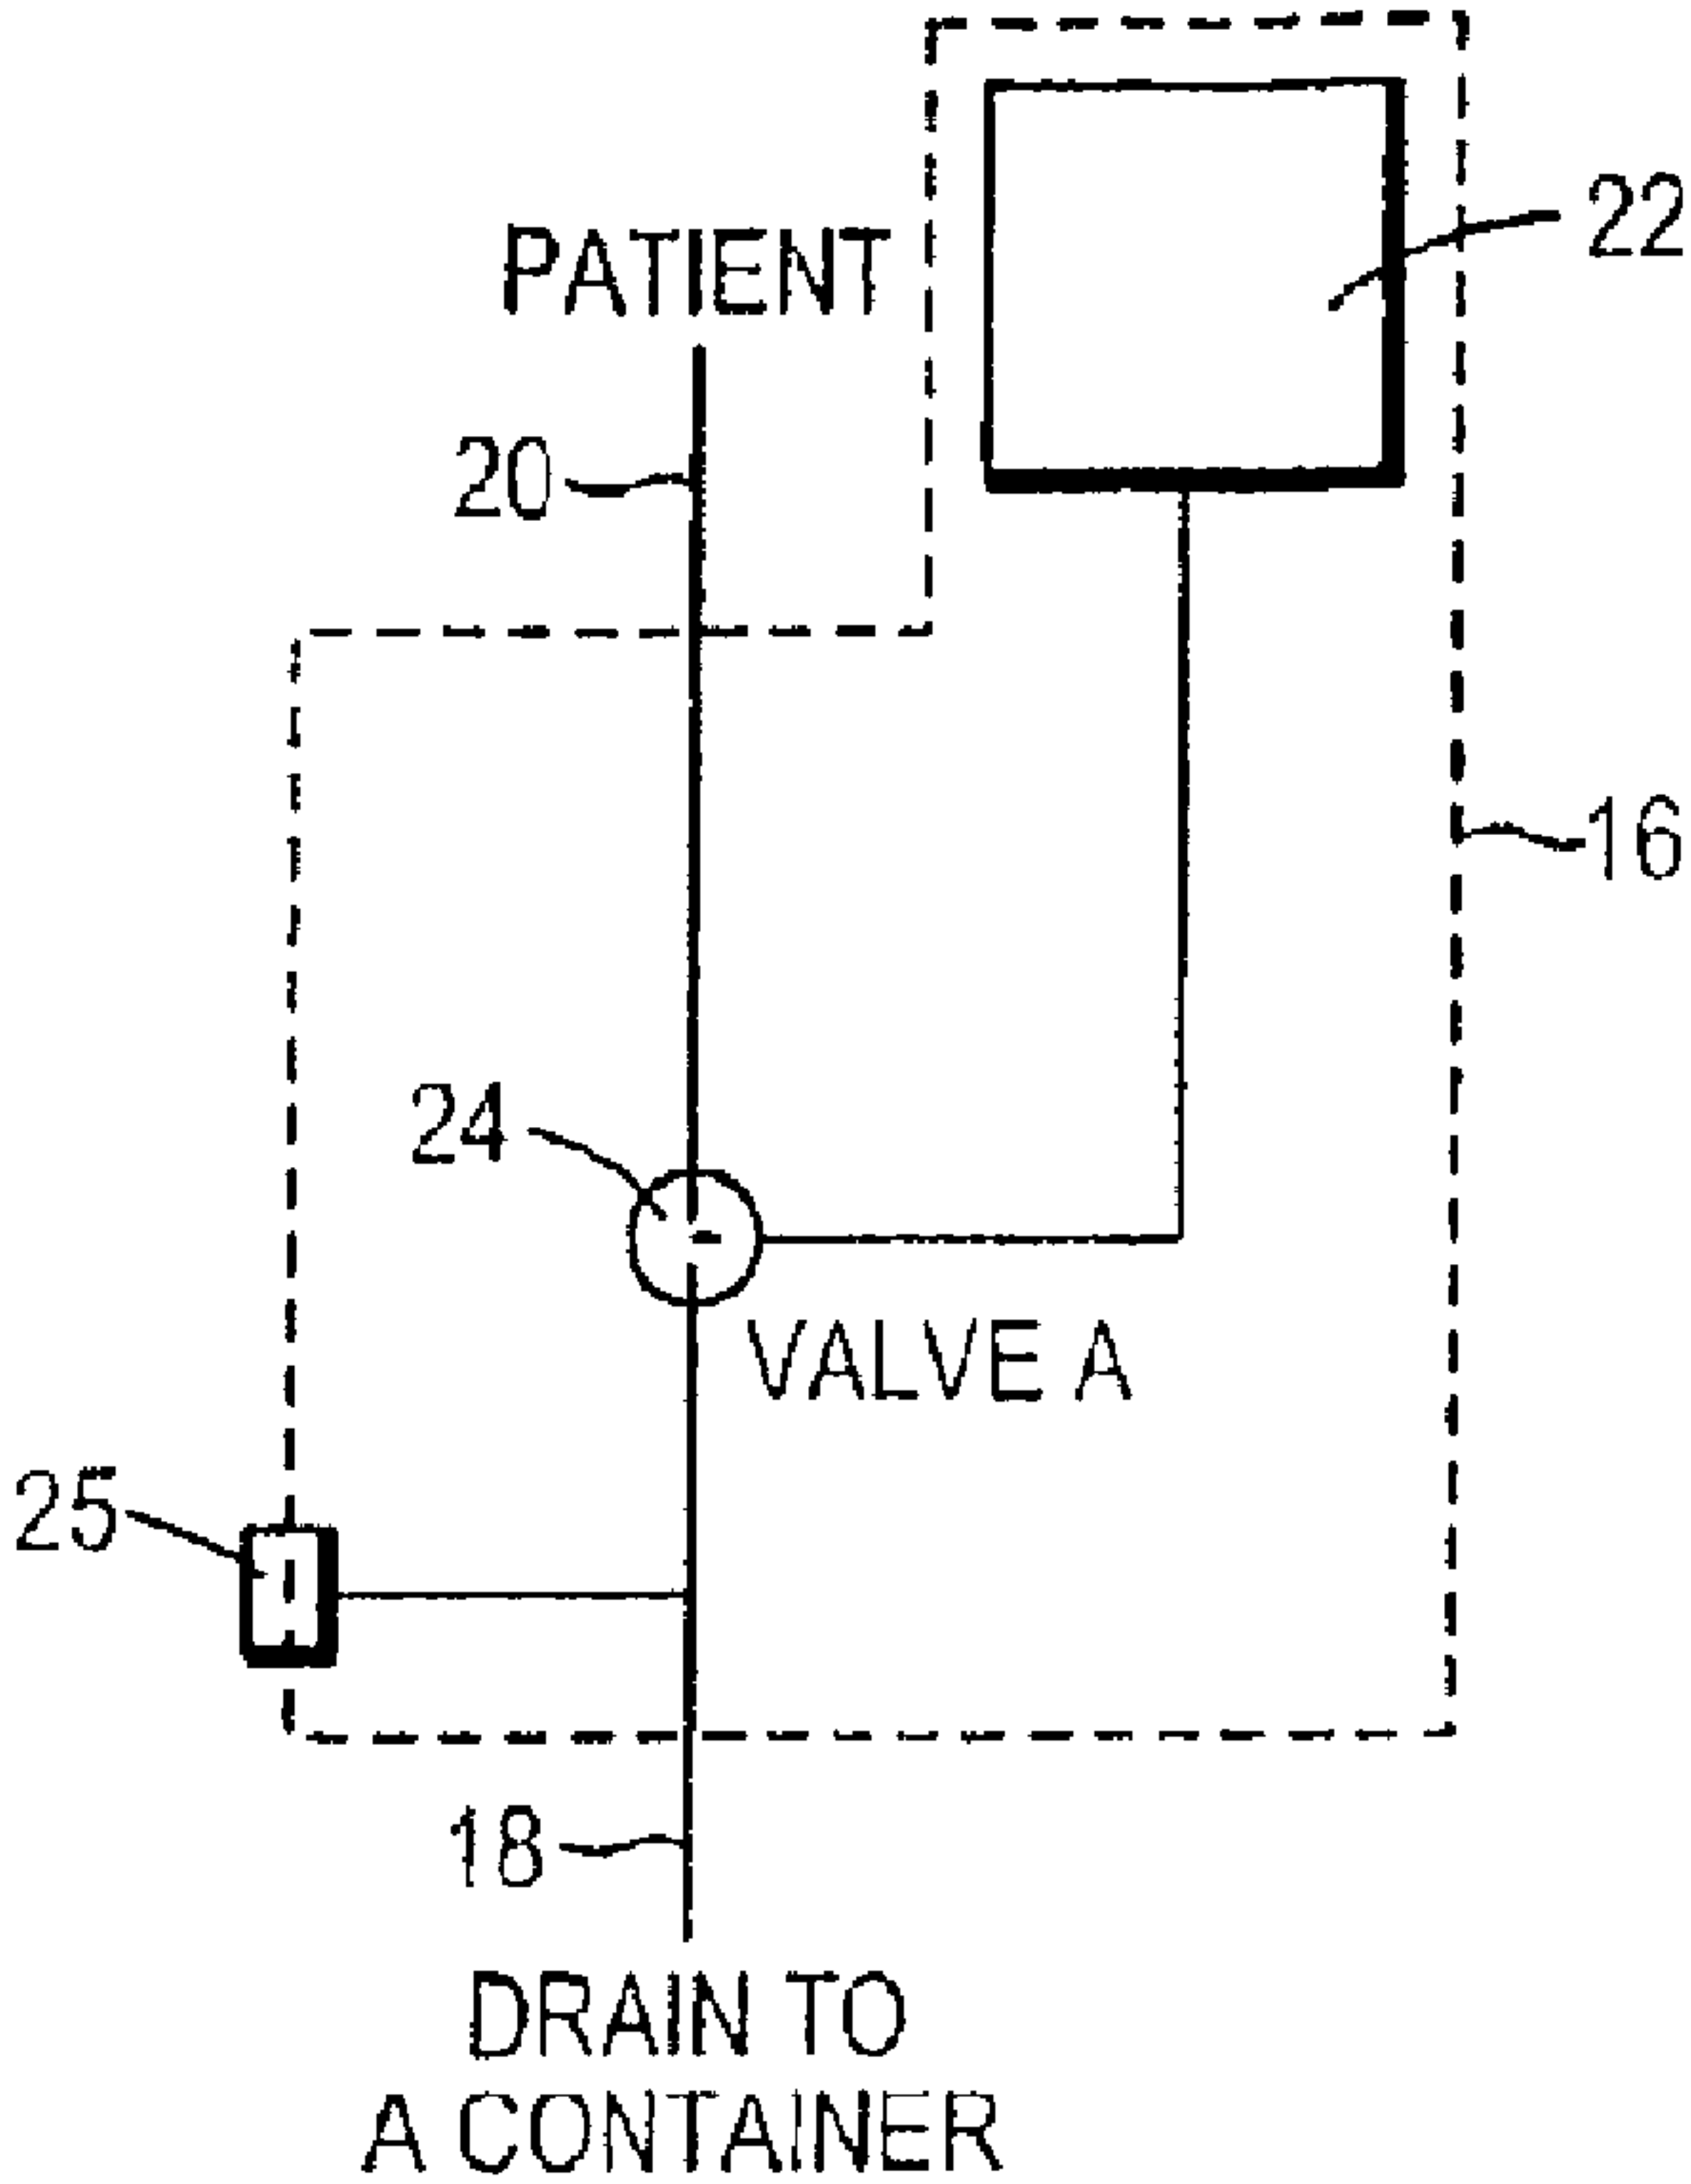 22
PATIENT
20
16
24
VALVE A
25
18
DRAIN TO
A CONTAINER